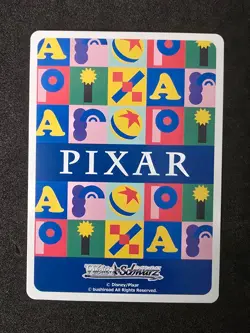 PIXAR
Weiß Schwarz
© Disney/Pixar
© bushiroad All Rights Reserved.